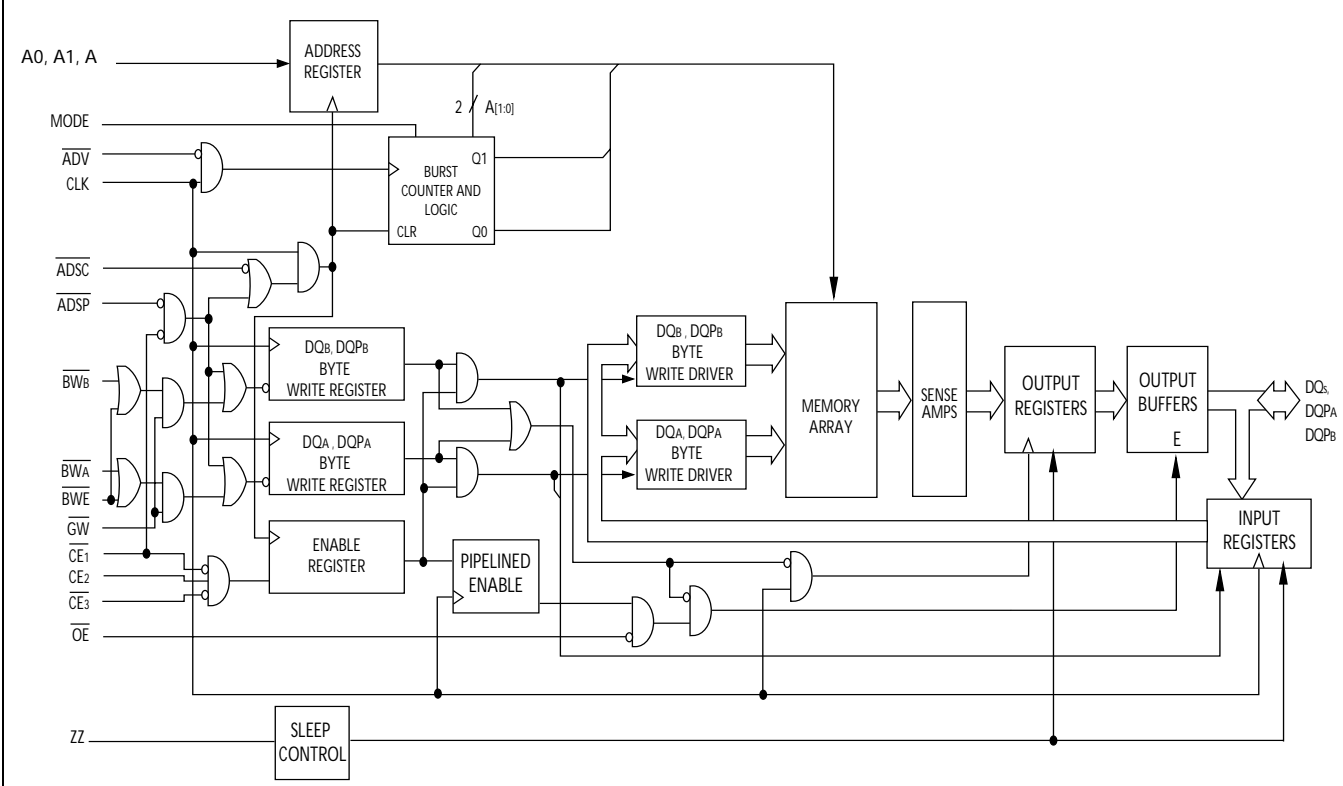 A0, A1, A
ADDRESS
REGISTER
2
A[1:0]
MODE
ADV
CLK
BURST
COUNTER AND
LOGIC
Q1
CLR
Q0
ADSC
ADSP
DQB, DQPB
BYTE
WRITE REGISTER
DQB, DQPB
BYTE
WRITE DRIVER
MEMORY
ARRAY
SENSE
AMPS
OUTPUT
REGISTERS
OUTPUT
BUFFERS
E
DQs,
DQPA
DQPB
BWB
DQA, DQPA
BYTE
WRITE REGISTER
DQA, DQPA
BYTE
WRITE DRIVER
BWA
BWE
GW
CE1
CE2
CE3
ENABLE
REGISTER
PIPELINED
ENABLE
INPUT
REGISTERS
OE
ZZ
SLEEP
CONTROL